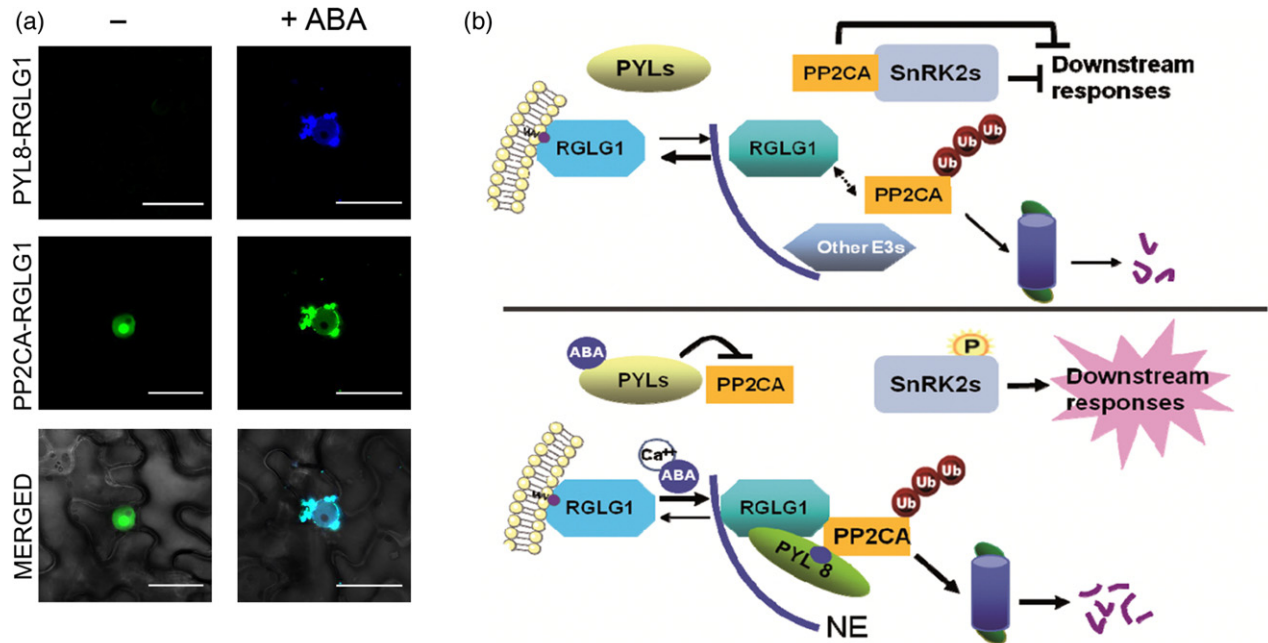 (a)
–
+ ABA
PYL8-RGLG1
PP2CA-RGLG1
MERGED
(b)
PYLs
PP2CA
SnRK2s
Downstream
responses
RGLG1
RGLG1
Ub
Ub
Ub
PP2CA
Other E3s
ABA
PYLs
PP2CA
P
SnRK2s
Downstream
responses
Ca++
ABA
RGLG1
RGLG1
Ub
Ub
Ub
PP2CA
PYL 8
NE